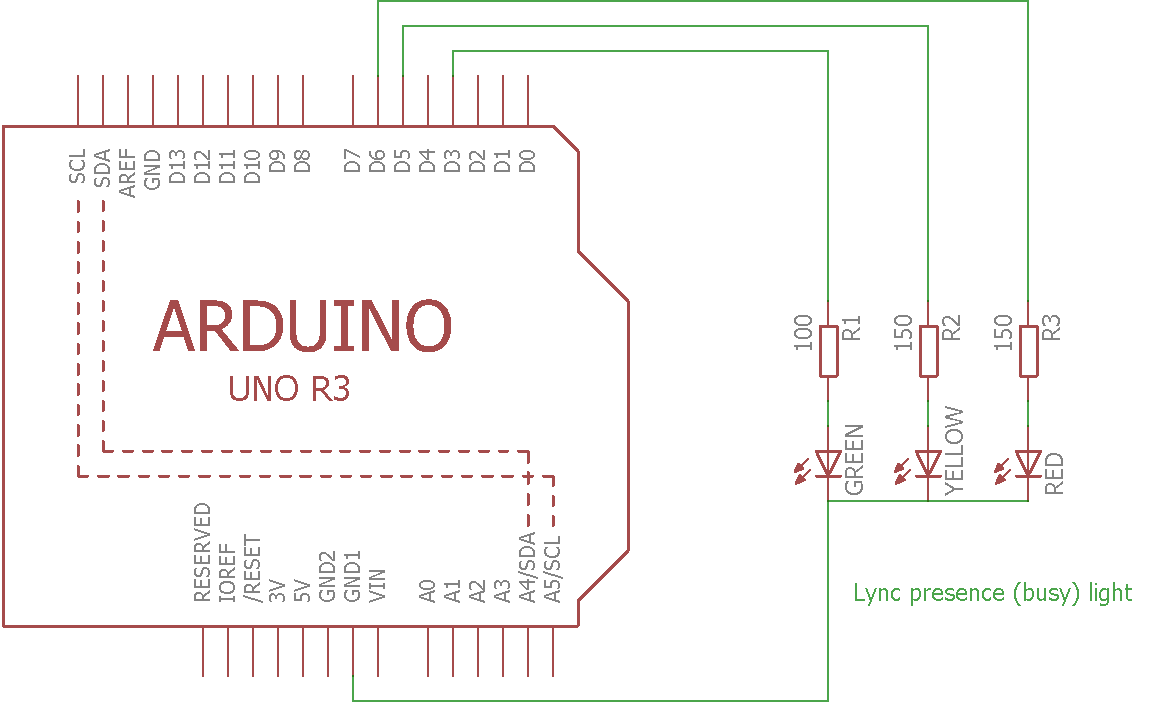 SCL
SDA
AREF
GND
D13
D12
D11
D10
D9
D8
D7
D6
D5
D4
D3
D2
D1
D0
ARDUINO
UNO R3
100
R1
150
R2
150
R3
GREEN
YELLOW
RED
RESERVED
IOREF
/RESET
3V
5V
GND2
GND1
VIN
A0
A1
A2
A3
A4/SDA
A5/SCL
Lync presence (busy) light